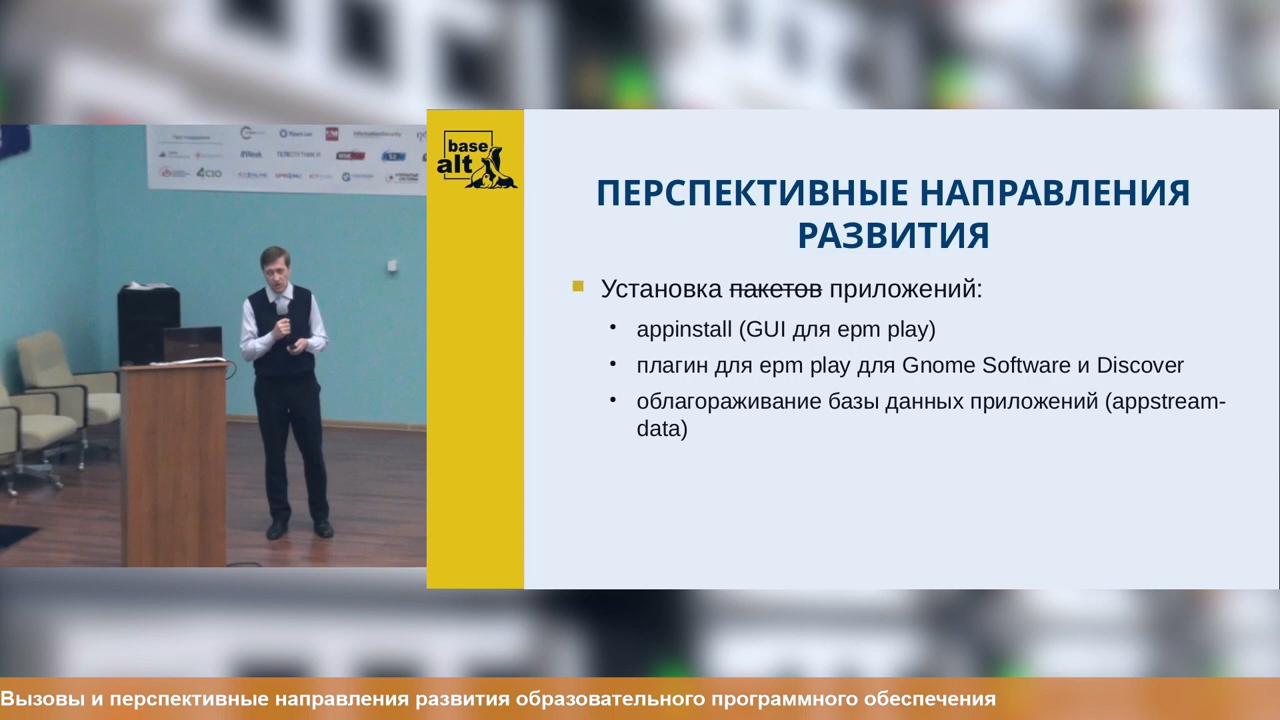 base
alt
ПЕРСПЕКТИВНЫЕ НАПРАВЛЕНИЯ
РАЗВИТИЯ
Установка пакетов приложений:
appinstall (GUI для epm play)
плагин для epm play для Gnome Software и Discover
облагораживание базы данных приложений (appstream-
data)
Вызовы и перспективные направления развития образовательного программного обеспечения